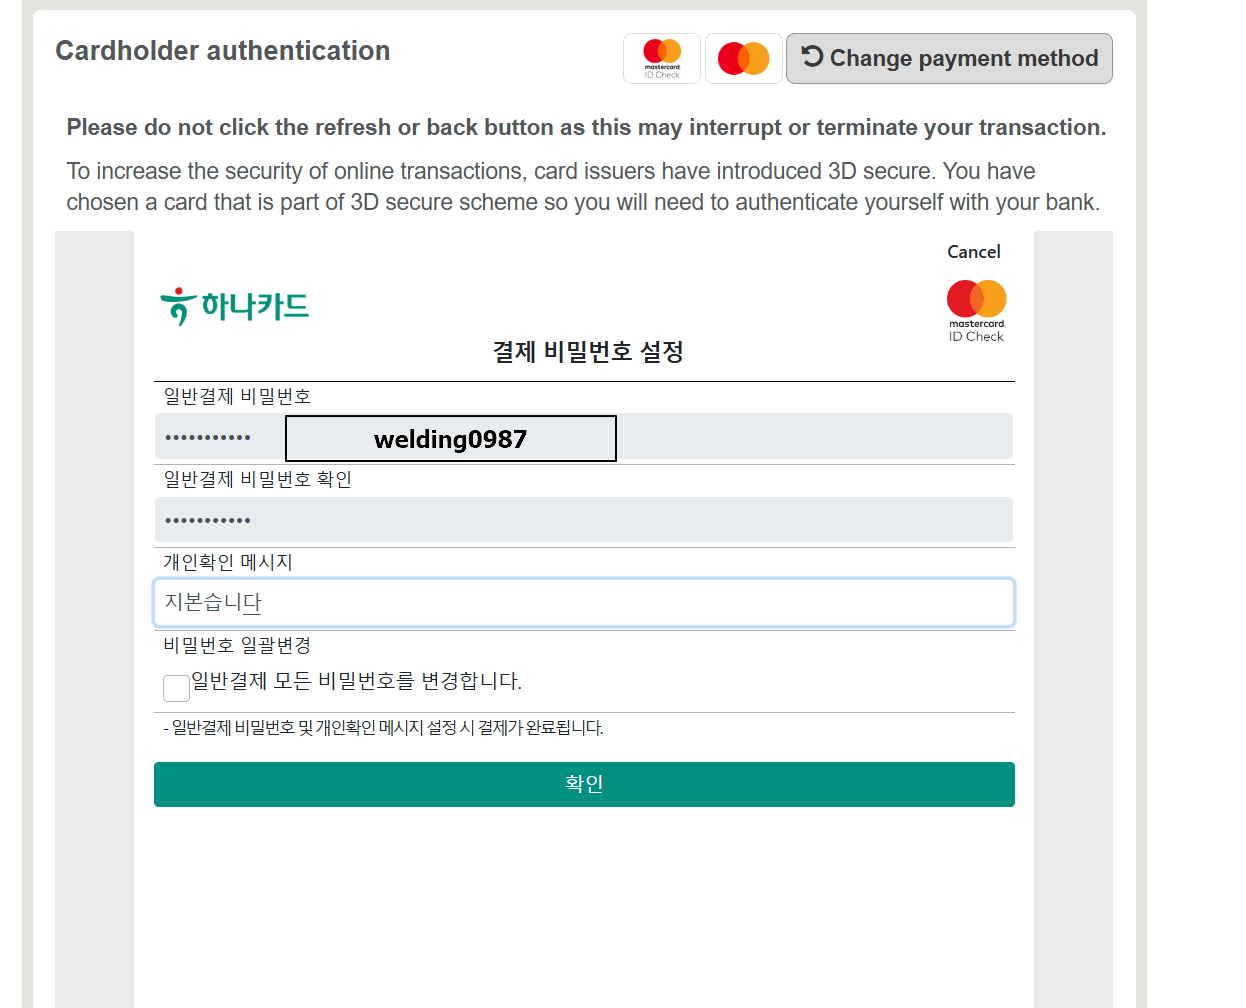 Cardholder authentication
mastercard.
ID Check.
Change payment method
Please do not click the refresh or back button as this may interrupt or terminate your transaction.
To increase the security of online transactions, card issuers have introduced 3D secure. You have
chosen a card that is part of 3D secure scheme so you will need to authenticate yourself with your bank.
Cancel
하나카드
mastercard.
ID Check
결제 비밀번호 설정
일반결제 비밀번호
•••••••••••
welding0987
일반결제 비밀번호 확인
•••••••••••
개인확인 메시지
지본습니다
비밀번호 일괄변경
일반결제 모든 비밀번호를 변경합니다.
- 일반결제 비밀번호 및 개인확인 메시지 설정 시 결제가 완료됩니다.
확인